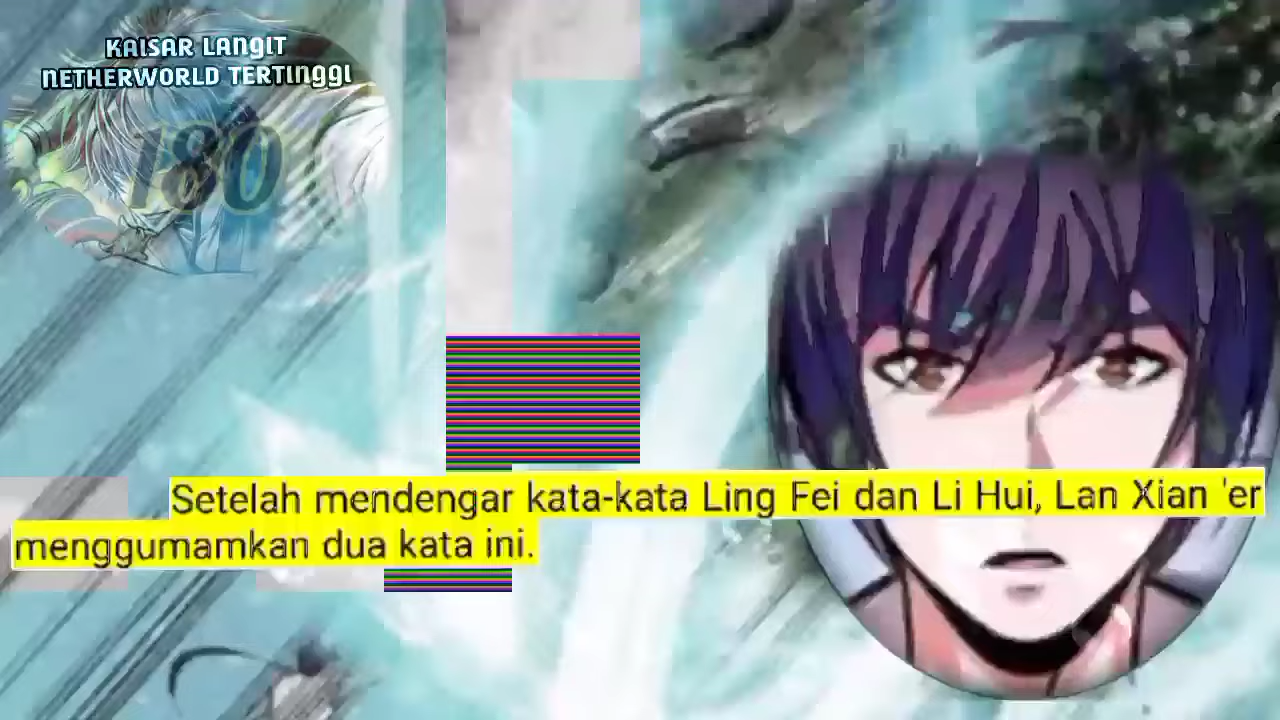 KAISAR LANGIT
NETHERWORLD TERTINGGI
180
Setelah mendengar kata-kata Ling Fei dan Li Hui, Lan Xian 'er
menggumamkan dua kata ini.